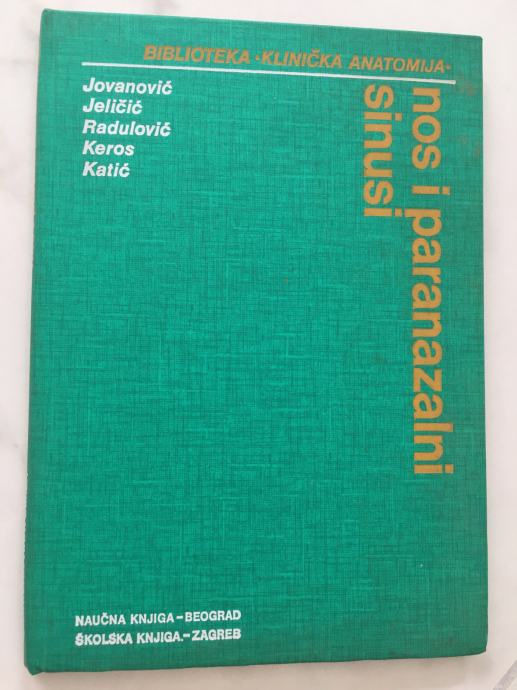 BIBLIOTEKA «KLINIČKA ANATOMIJA»
Jovanović
Jeličić
Radulović
Keros
Katić
nos i paranazalni
sinusi
NAUČNA KNJIGA-BEOGRAD
ŠKOLSKA KNJIGA.-ZAGREB